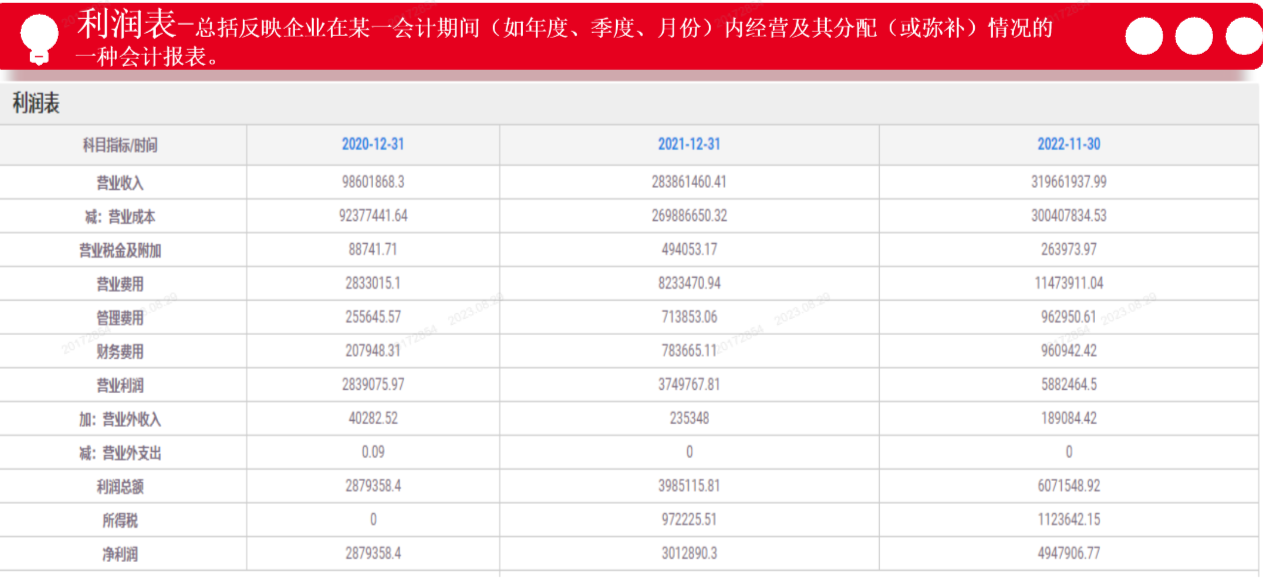 利润表—总括反映企业在某一会计期间（如年度、季度、月份）内经营及其分配（或弥补）情况的
一种会计报表。
利润表
科目指标/时间 2020-12-31 2021-12-31 2022-11-30
营业收入 98601868.3 283861460.41 319661937.99
减：营业成本 92377441.64 269886650.32 300407834.53
营业税金及附加 88741.71 494053.17 263973.97
营业费用 2833015.1 8233470.94 11473911.04
管理费用 255645.57 713853.06 962950.61
财务费用 207948.31 783665.11 960942.42
营业利润 2839075.97 3749767.81 5882464.5
加：营业外收入 40282.52 235348 189084.42
减：营业外支出 0.09 0 0
利润总额 2879358.4 3985115.81 6071548.92
所得税 0 972225.51 1123642.15
净利润 2879358.4 3012890.3 4947906.77
20172854 2023.08.20